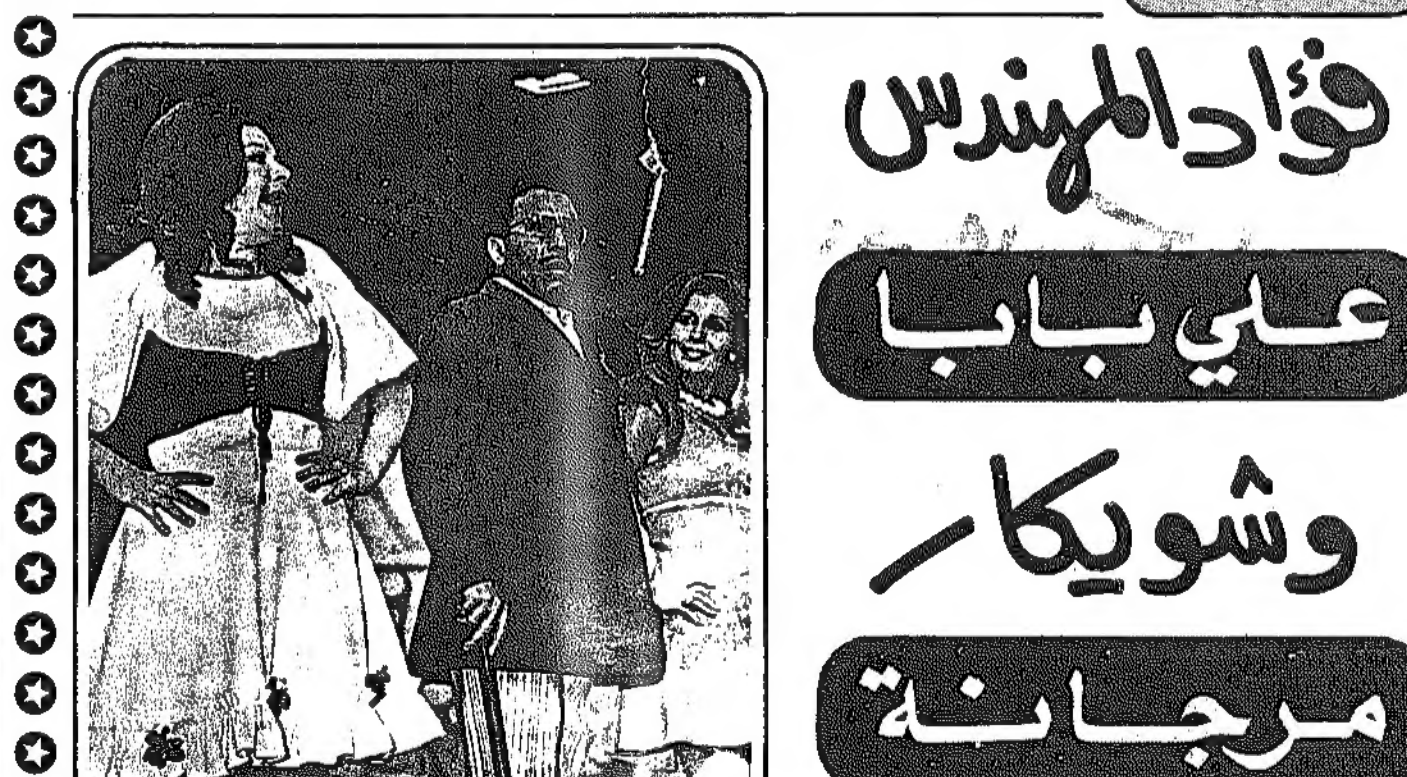 فؤاد المهندس
علي بابا
وشويكار
مرجانة